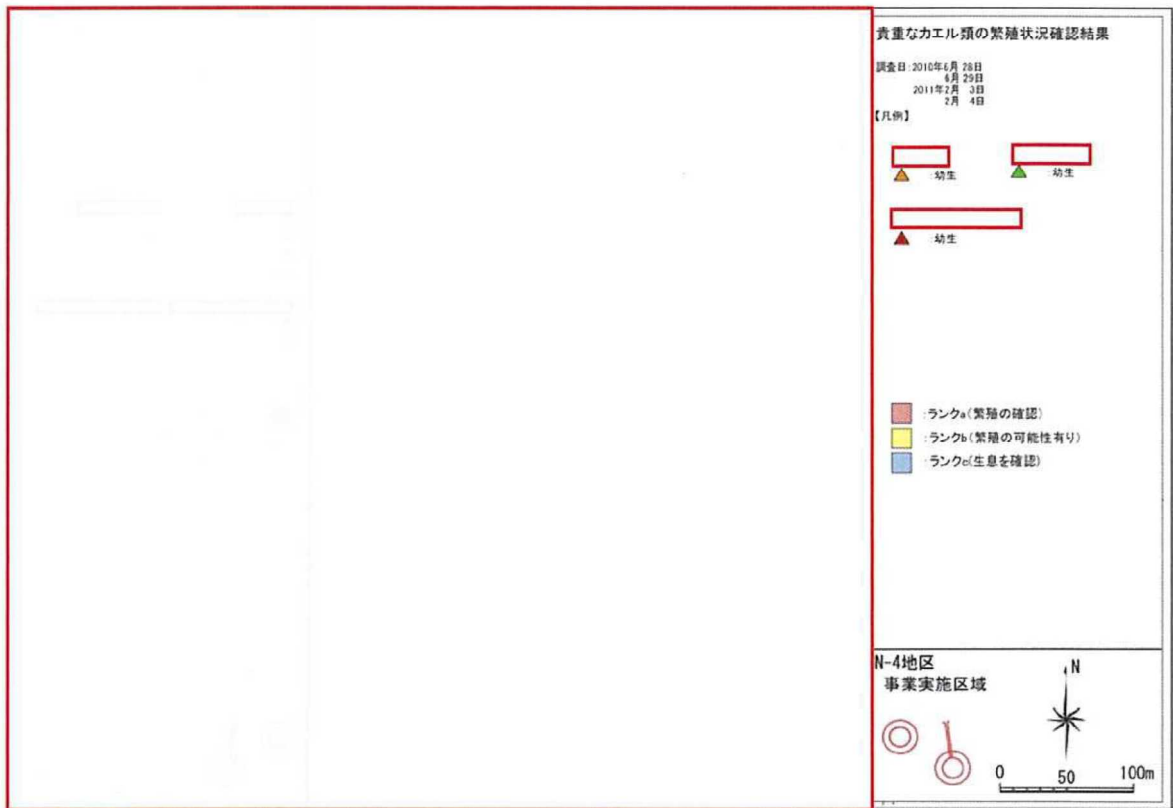 貴重なカエル類の繁殖状況確認結果
調査日:2010年6月 28日
6月 29日
2011年2月 3日
2月 4日
【凡例】
:幼生 :幼生
:幼生
:ランクa(繁殖の確認)
:ランクb(繁殖の可能性有り)
:ランクc(生息を確認)
N-4地区
事業実施区域
N
0 50 100m